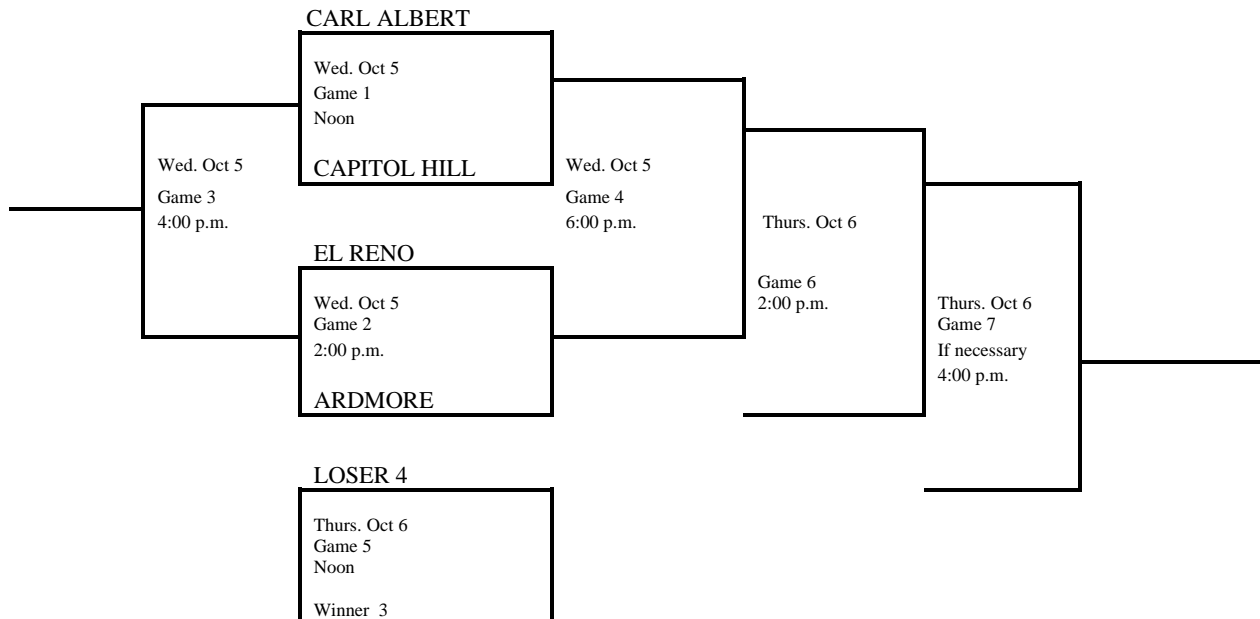 CARL ALBERT
Wed. Oct 5
Game 1
Noon
CAPITOL HILL
Wed. Oct 5
Game 3
4:00 p.m.
Wed. Oct 5
Game 4
6:00 p.m.
EL RENO
Wed. Oct 5
Game 2
2:00 p.m.
ARDMORE
Thurs. Oct 6
Game 6
2:00 p.m.
Thurs. Oct 6
Game 7
If necessary
4:00 p.m.
LOSER 4
Thurs. Oct 6
Game 5
Noon
Winner 3